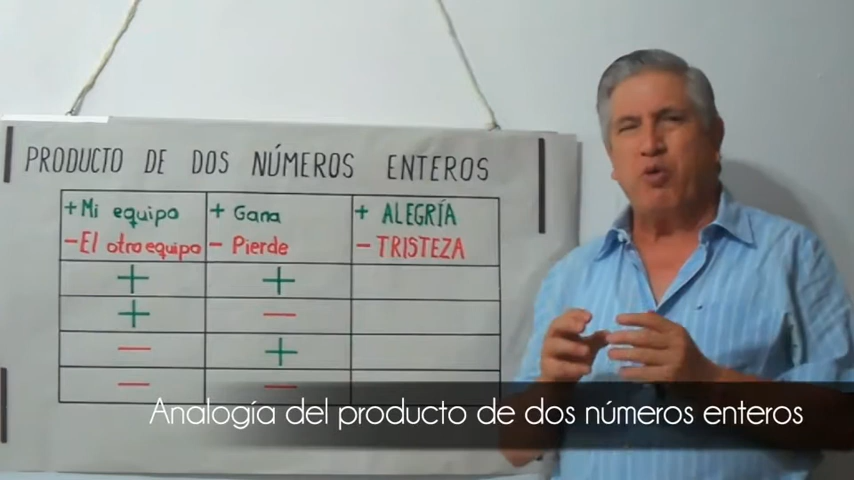 PRODUCTO DE DOS NÚMEROS ENTEROS
+Mi equipo + Gana + ALEGRÍA
-El otro equipo - Pierde - TRISTEZA
+ +
+ -
- +
- -
Analogía del producto de dos números enteros